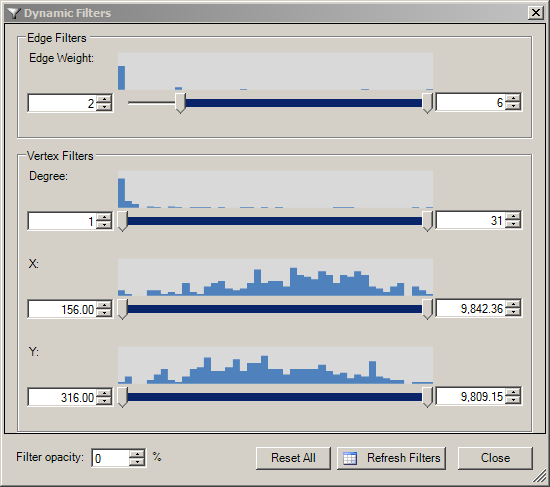 Dynamic Filters
Edge Filters
Edge Weight:
2 6
Vertex Filters
Degree:
1 31
X:
156.00 9,842.36
Y:
316.00 9,809.15
Filter opacity: 0 % Reset All Refresh Filters Close